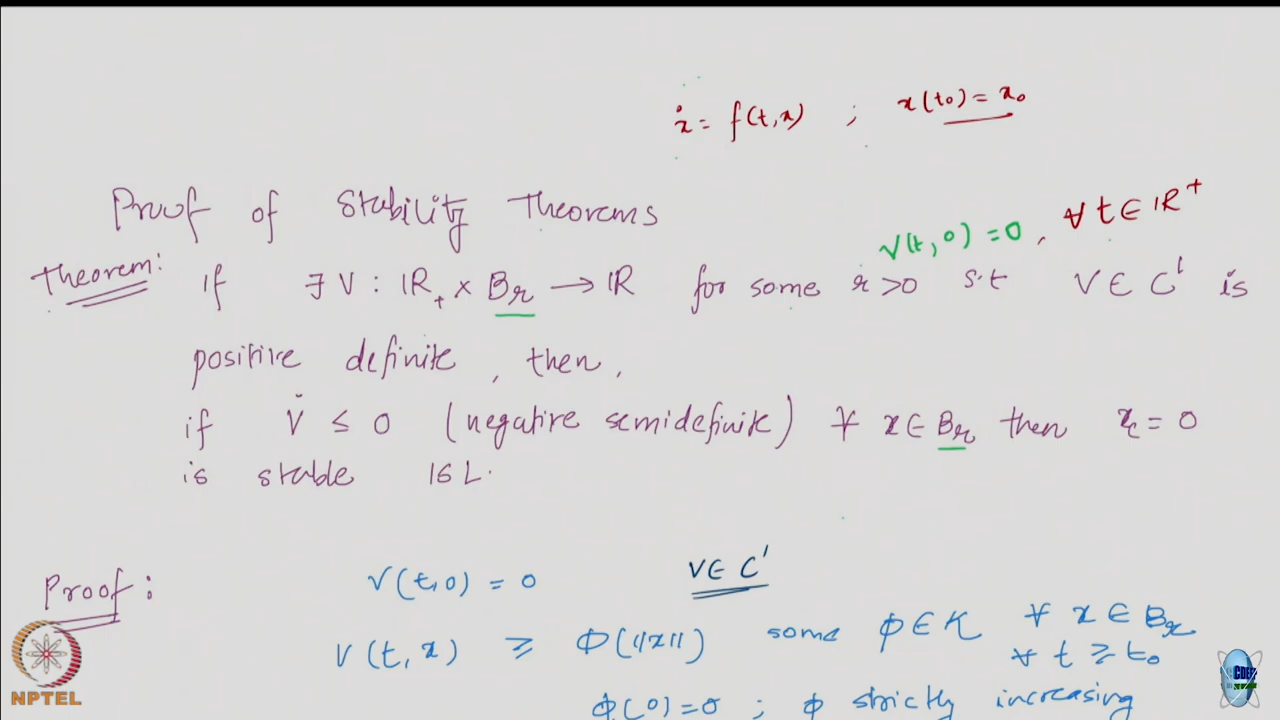 ẋ = f(t,x) ; x(t₀) = x₀
Proof of Stability Theorems
V(t,0) = 0 , ∀ t ∈ ℝ⁺
Theorem: If ∃ V : ℝ₊ × Bᵣ → ℝ for some r > 0 s.t V ∈ C¹ is
positive definite , then ,
if V̇ ≤ 0 (negative semidefinite) ∀ x ∈ Bᵣ then xₑ = 0
is stable ISL.
Proof : V(t,0) = 0 V ∈ C¹
V(t,x) ≥ Φ(||x||) some Φ ∈ K ∀ x ∈ Bᵣ
∀ t ≥ t₀
Φ(0) = 0 ; Φ strictly increasing
NPTEL
CDEEP